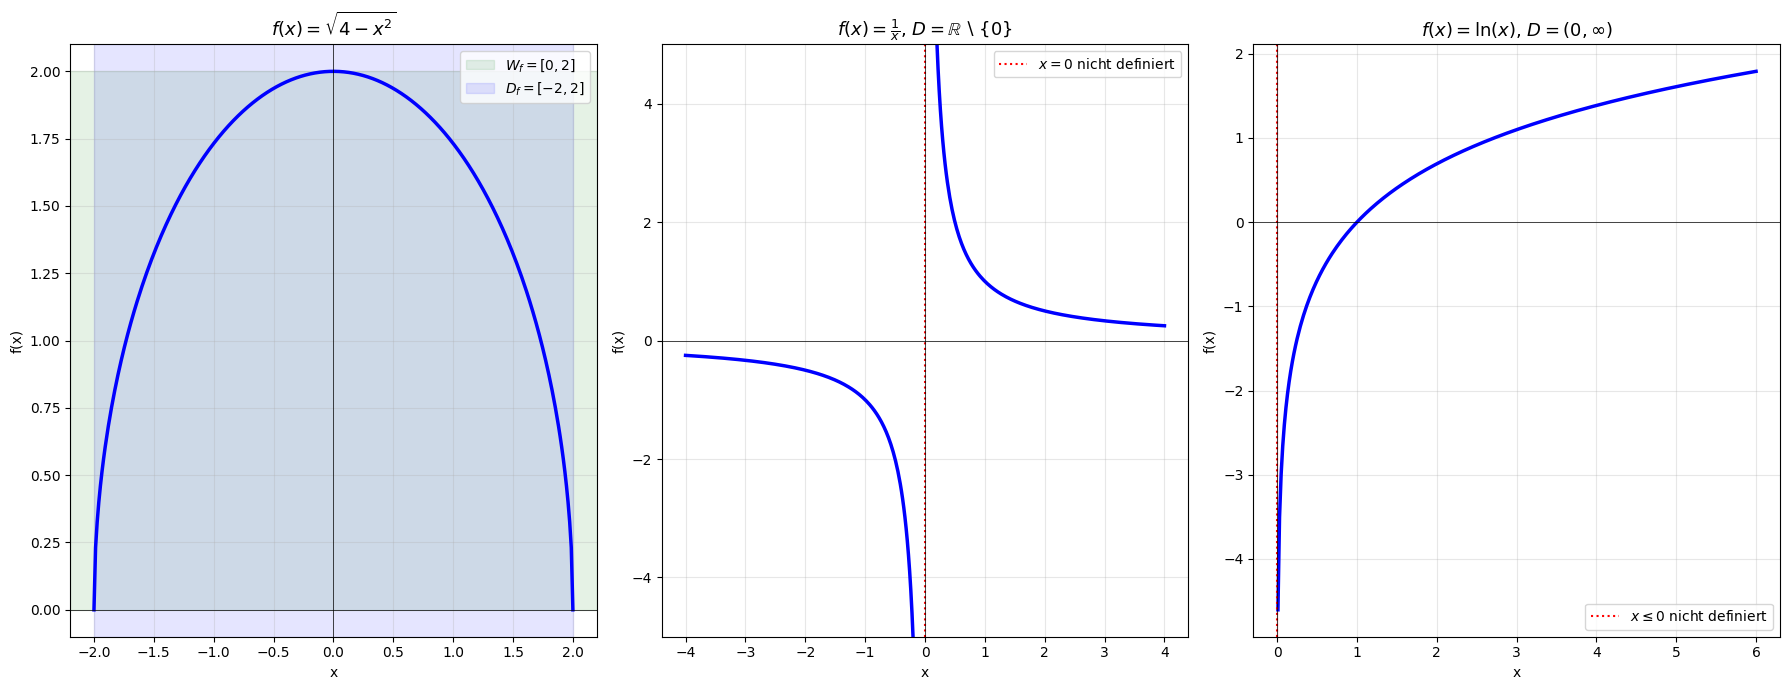 f(x) = √(4 − x²)
W_f = [0, 2]
D_f = [−2, 2]
2.00
1.75
1.50
1.25
1.00
0.75
0.50
0.25
0.00
f(x)
−2.0 −1.5 −1.0 −0.5 0.0 0.5 1.0 1.5 2.0
x
f(x) = 1/x, D = ℝ \ {0}
x = 0 nicht definiert
4
2
0
−2
−4
f(x)
−4 −3 −2 −1 0 1 2 3 4
x
f(x) = ln(x), D = (0, ∞)
2
1
0
−1
−2
−3
−4
f(x)
x ≤ 0 nicht definiert
0 1 2 3 4 5 6
x